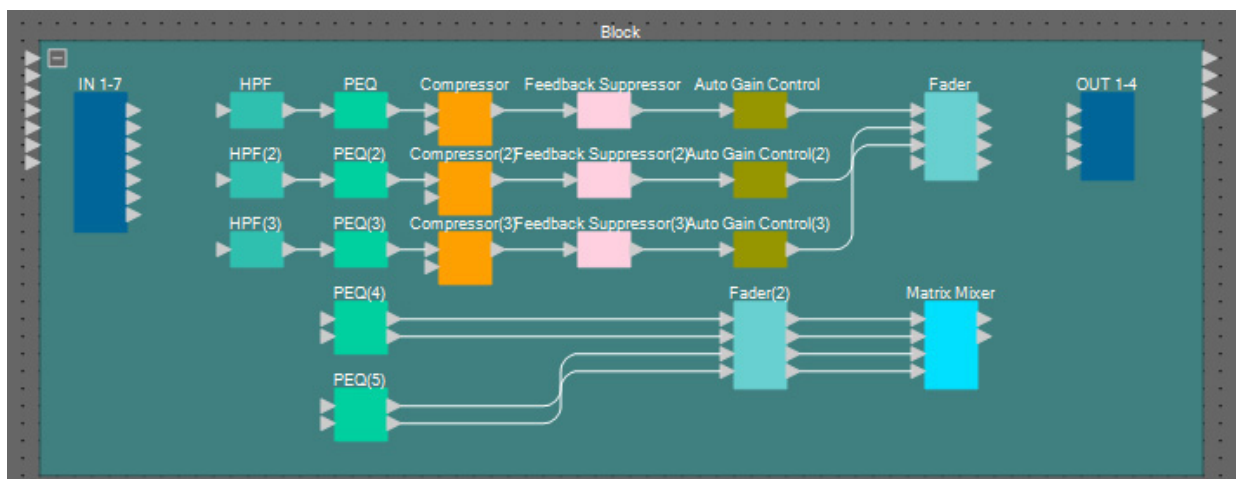 Block
IN 1-7 HPF PEQ Compressor Feedback Suppressor Auto Gain Control Fader OUT 1-4
HPF(2) PEQ(2) Compressor(2) Feedback Suppressor(2) Auto Gain Control(2)
HPF(3) PEQ(3) Compressor(3) Feedback Suppressor(3) Auto Gain Control(3)
PEQ(4) Fader(2) Matrix Mixer
PEQ(5)